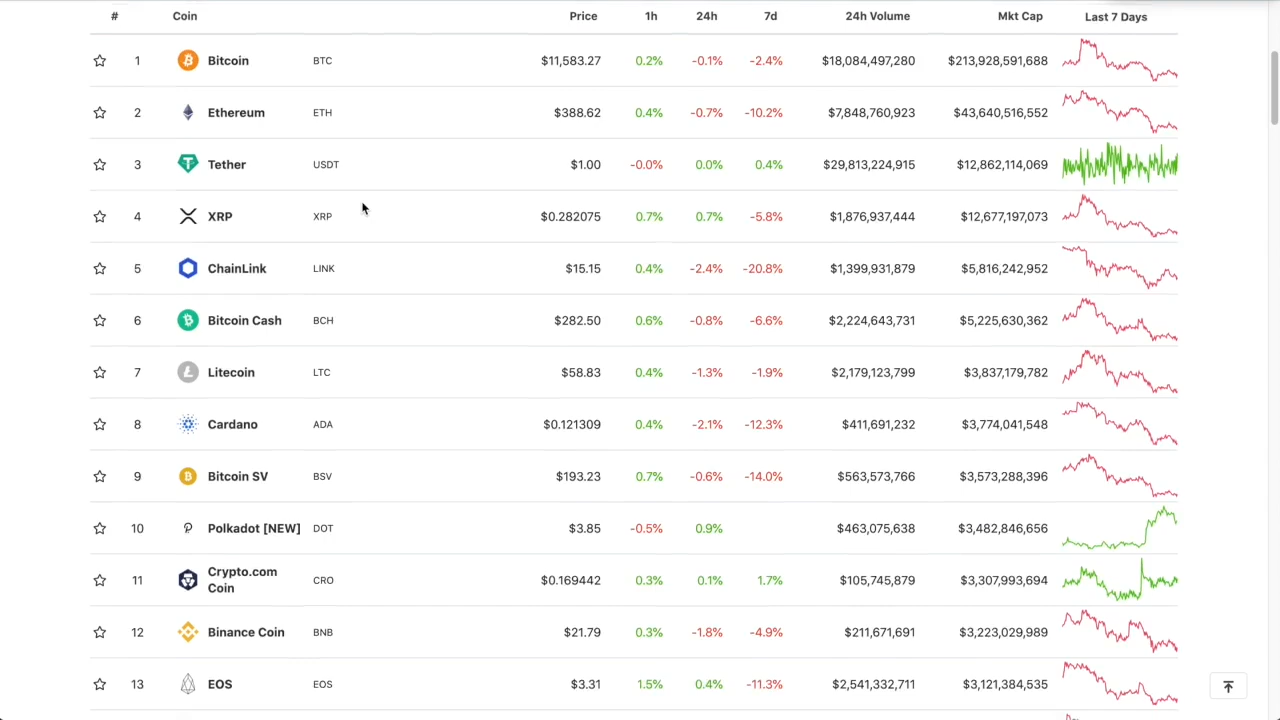 # Coin Price 1h 24h 7d 24h Volume Mkt Cap Last 7 Days
1 Bitcoin BTC $11,583.27 0.2% -0.1% -2.4% $18,084,497,280 $213,928,591,688
2 Ethereum ETH $388.62 0.4% -0.7% -10.2% $7,848,760,923 $43,640,516,552
3 Tether USDT $1.00 -0.0% 0.0% 0.4% $29,813,224,915 $12,862,114,069
4 XRP XRP $0.282075 0.7% 0.7% -5.8% $1,876,937,444 $12,677,197,073
5 ChainLink LINK $15.15 0.4% -2.4% -20.8% $1,399,931,879 $5,816,242,952
6 Bitcoin Cash BCH $282.50 0.6% -0.8% -6.6% $2,224,643,731 $5,225,630,362
7 Litecoin LTC $58.83 0.4% -1.3% -1.9% $2,179,123,799 $3,837,179,782
8 Cardano ADA $0.121309 0.4% -2.1% -12.3% $411,691,232 $3,774,041,548
9 Bitcoin SV BSV $193.23 0.7% -0.6% -14.0% $563,573,766 $3,573,288,396
10 Polkadot [NEW] DOT $3.85 -0.5% 0.9% $463,075,638 $3,482,846,656
11 Crypto.com
Coin CRO $0.169442 0.3% 0.1% 1.7% $105,745,879 $3,307,993,694
12 Binance Coin BNB $21.79 0.3% -1.8% -4.9% $211,671,691 $3,223,029,989
13 EOS EOS $3.31 1.5% 0.4% -11.3% $2,541,332,711 $3,121,384,535